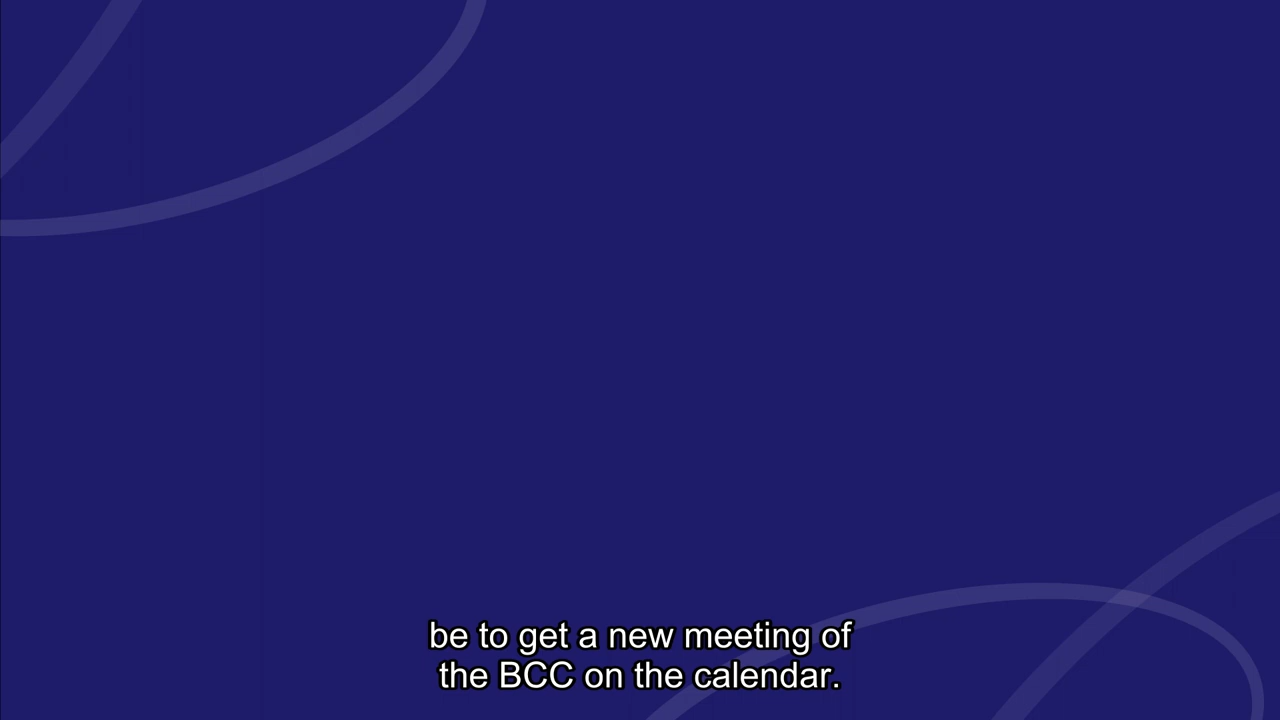 be to get a new meeting of
the BCC on the calendar.